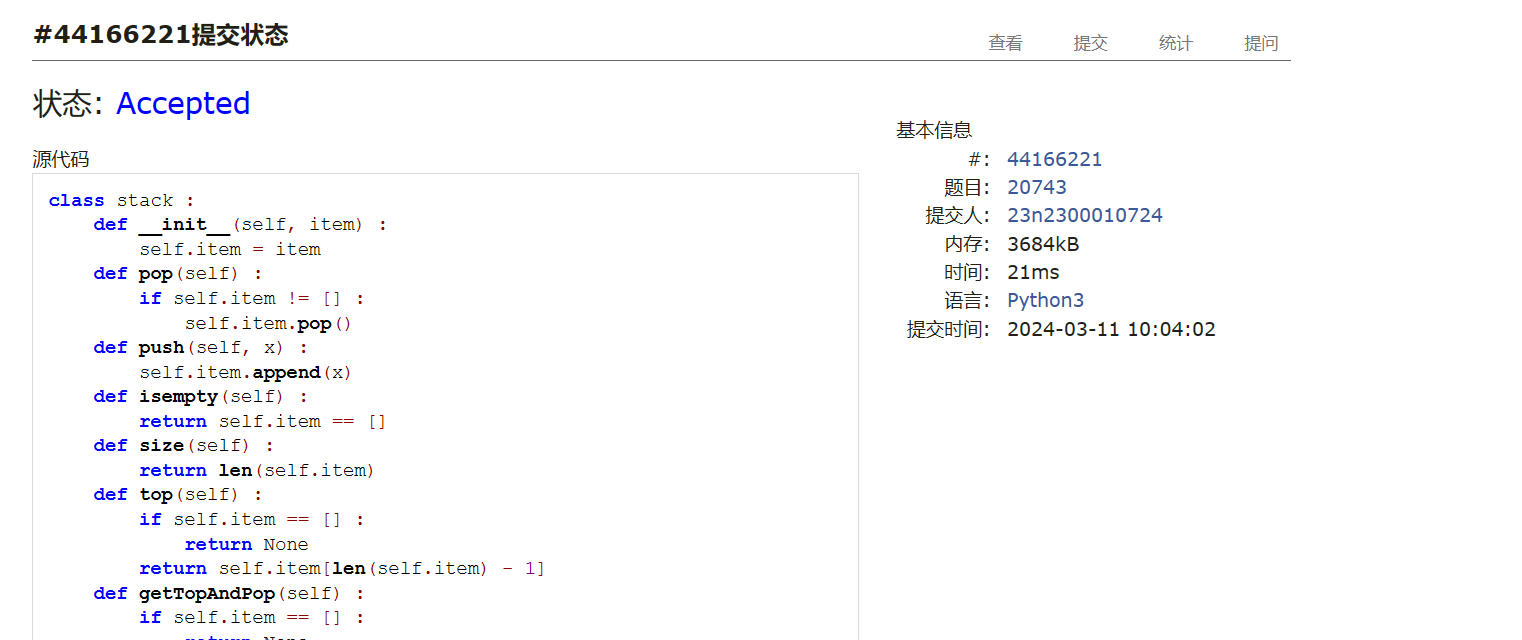 #44166221提交状态
查看 提交 统计 提问
状态: Accepted
源代码
class stack :
    def __init__(self, item) :
        self.item = item
    def pop(self) :
        if self.item != [] :
            self.item.pop()
    def push(self, x) :
        self.item.append(x)
    def isempty(self) :
        return self.item == []
    def size(self) :
        return len(self.item)
    def top(self) :
        if self.item == [] :
            return None
        return self.item[len(self.item) - 1]
    def getTopAndPop(self) :
        if self.item == [] :
            return None
基本信息
#: 44166221
题目: 20743
提交人: 23n2300010724
内存: 3684kB
时间: 21ms
语言: Python3
提交时间: 2024-03-11 10:04:02